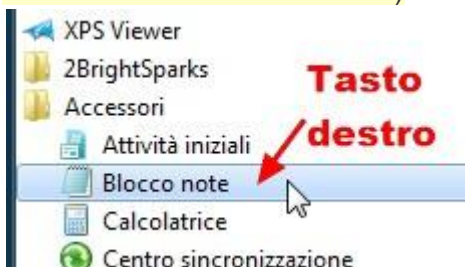 XPS Viewer
2BrightSparks
Accessori
Tasto
destro
Attività iniziali
Blocco note
Calcolatrice
Centro sincronizzazione